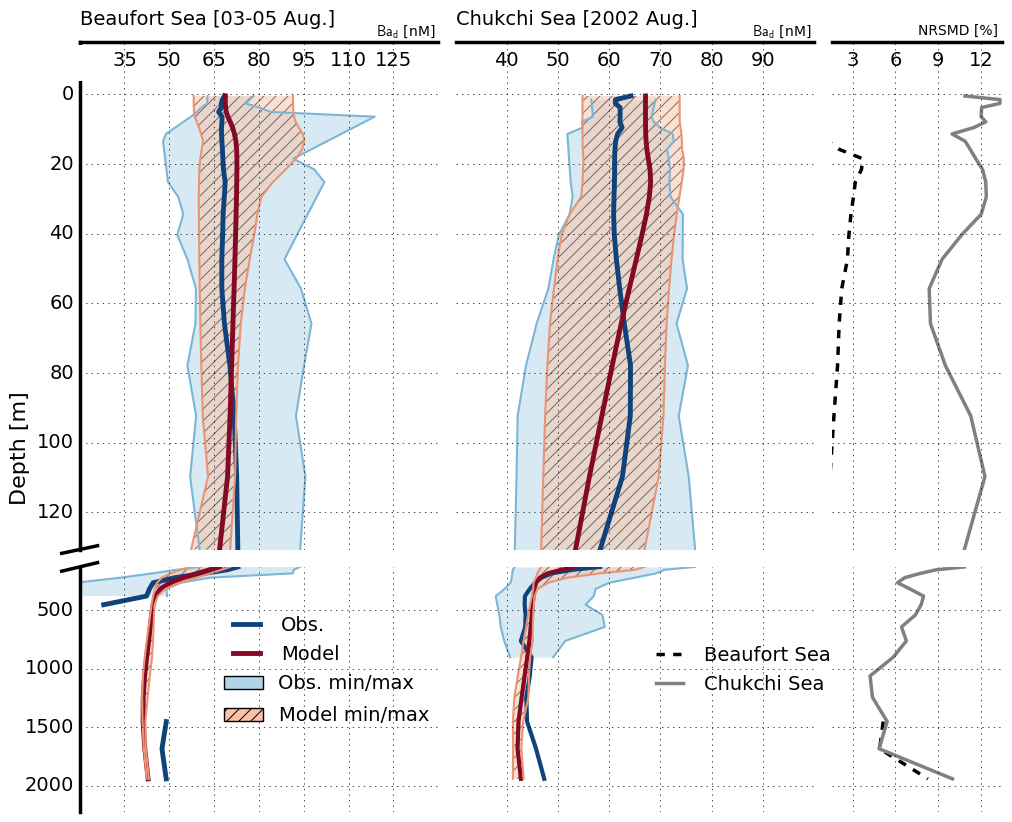 Beaufort Sea [03-05 Aug.]
Chukchi Sea [2002 Aug.]
Ba_d [nM]
Ba_d [nM]
NRSMD [%]
35 50 65 80 95 110 125
40 50 60 70 80 90
3 6 9 12
0
20
40
60
80
100
120
Depth [m]
500
1000
1500
2000
Obs.
Model
Obs. min/max
Model min/max
Beaufort Sea
Chukchi Sea